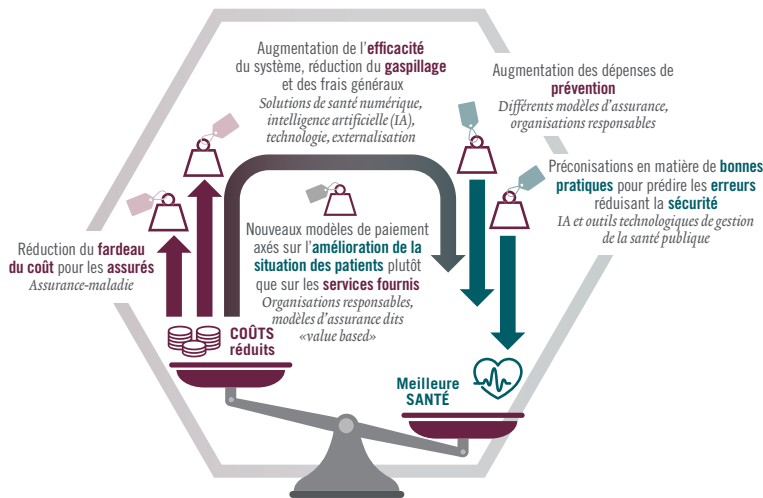 Augmentation de l'efficacité
du système, réduction du gaspillage
et des frais généraux
Solutions de santé numérique,
intelligence artificielle (IA),
technologie, externalisation
Augmentation des dépenses de
prévention
Différents modèles d'assurance,
organisations responsables
Préconisations en matière de bonnes
pratiques pour prédire les erreurs
réduisant la sécurité
IA et outils technologiques de gestion
de la santé publique
Réduction du fardeau
du coût pour les assurés
Assurance-maladie
Nouveaux modèles de paiement
axés sur l'amélioration de la
situation des patients plutôt
que sur les services fournis
Organisations responsables,
modèles d'assurance dits
«value based»
COÛTS
réduits
Meilleure
SANTÉ